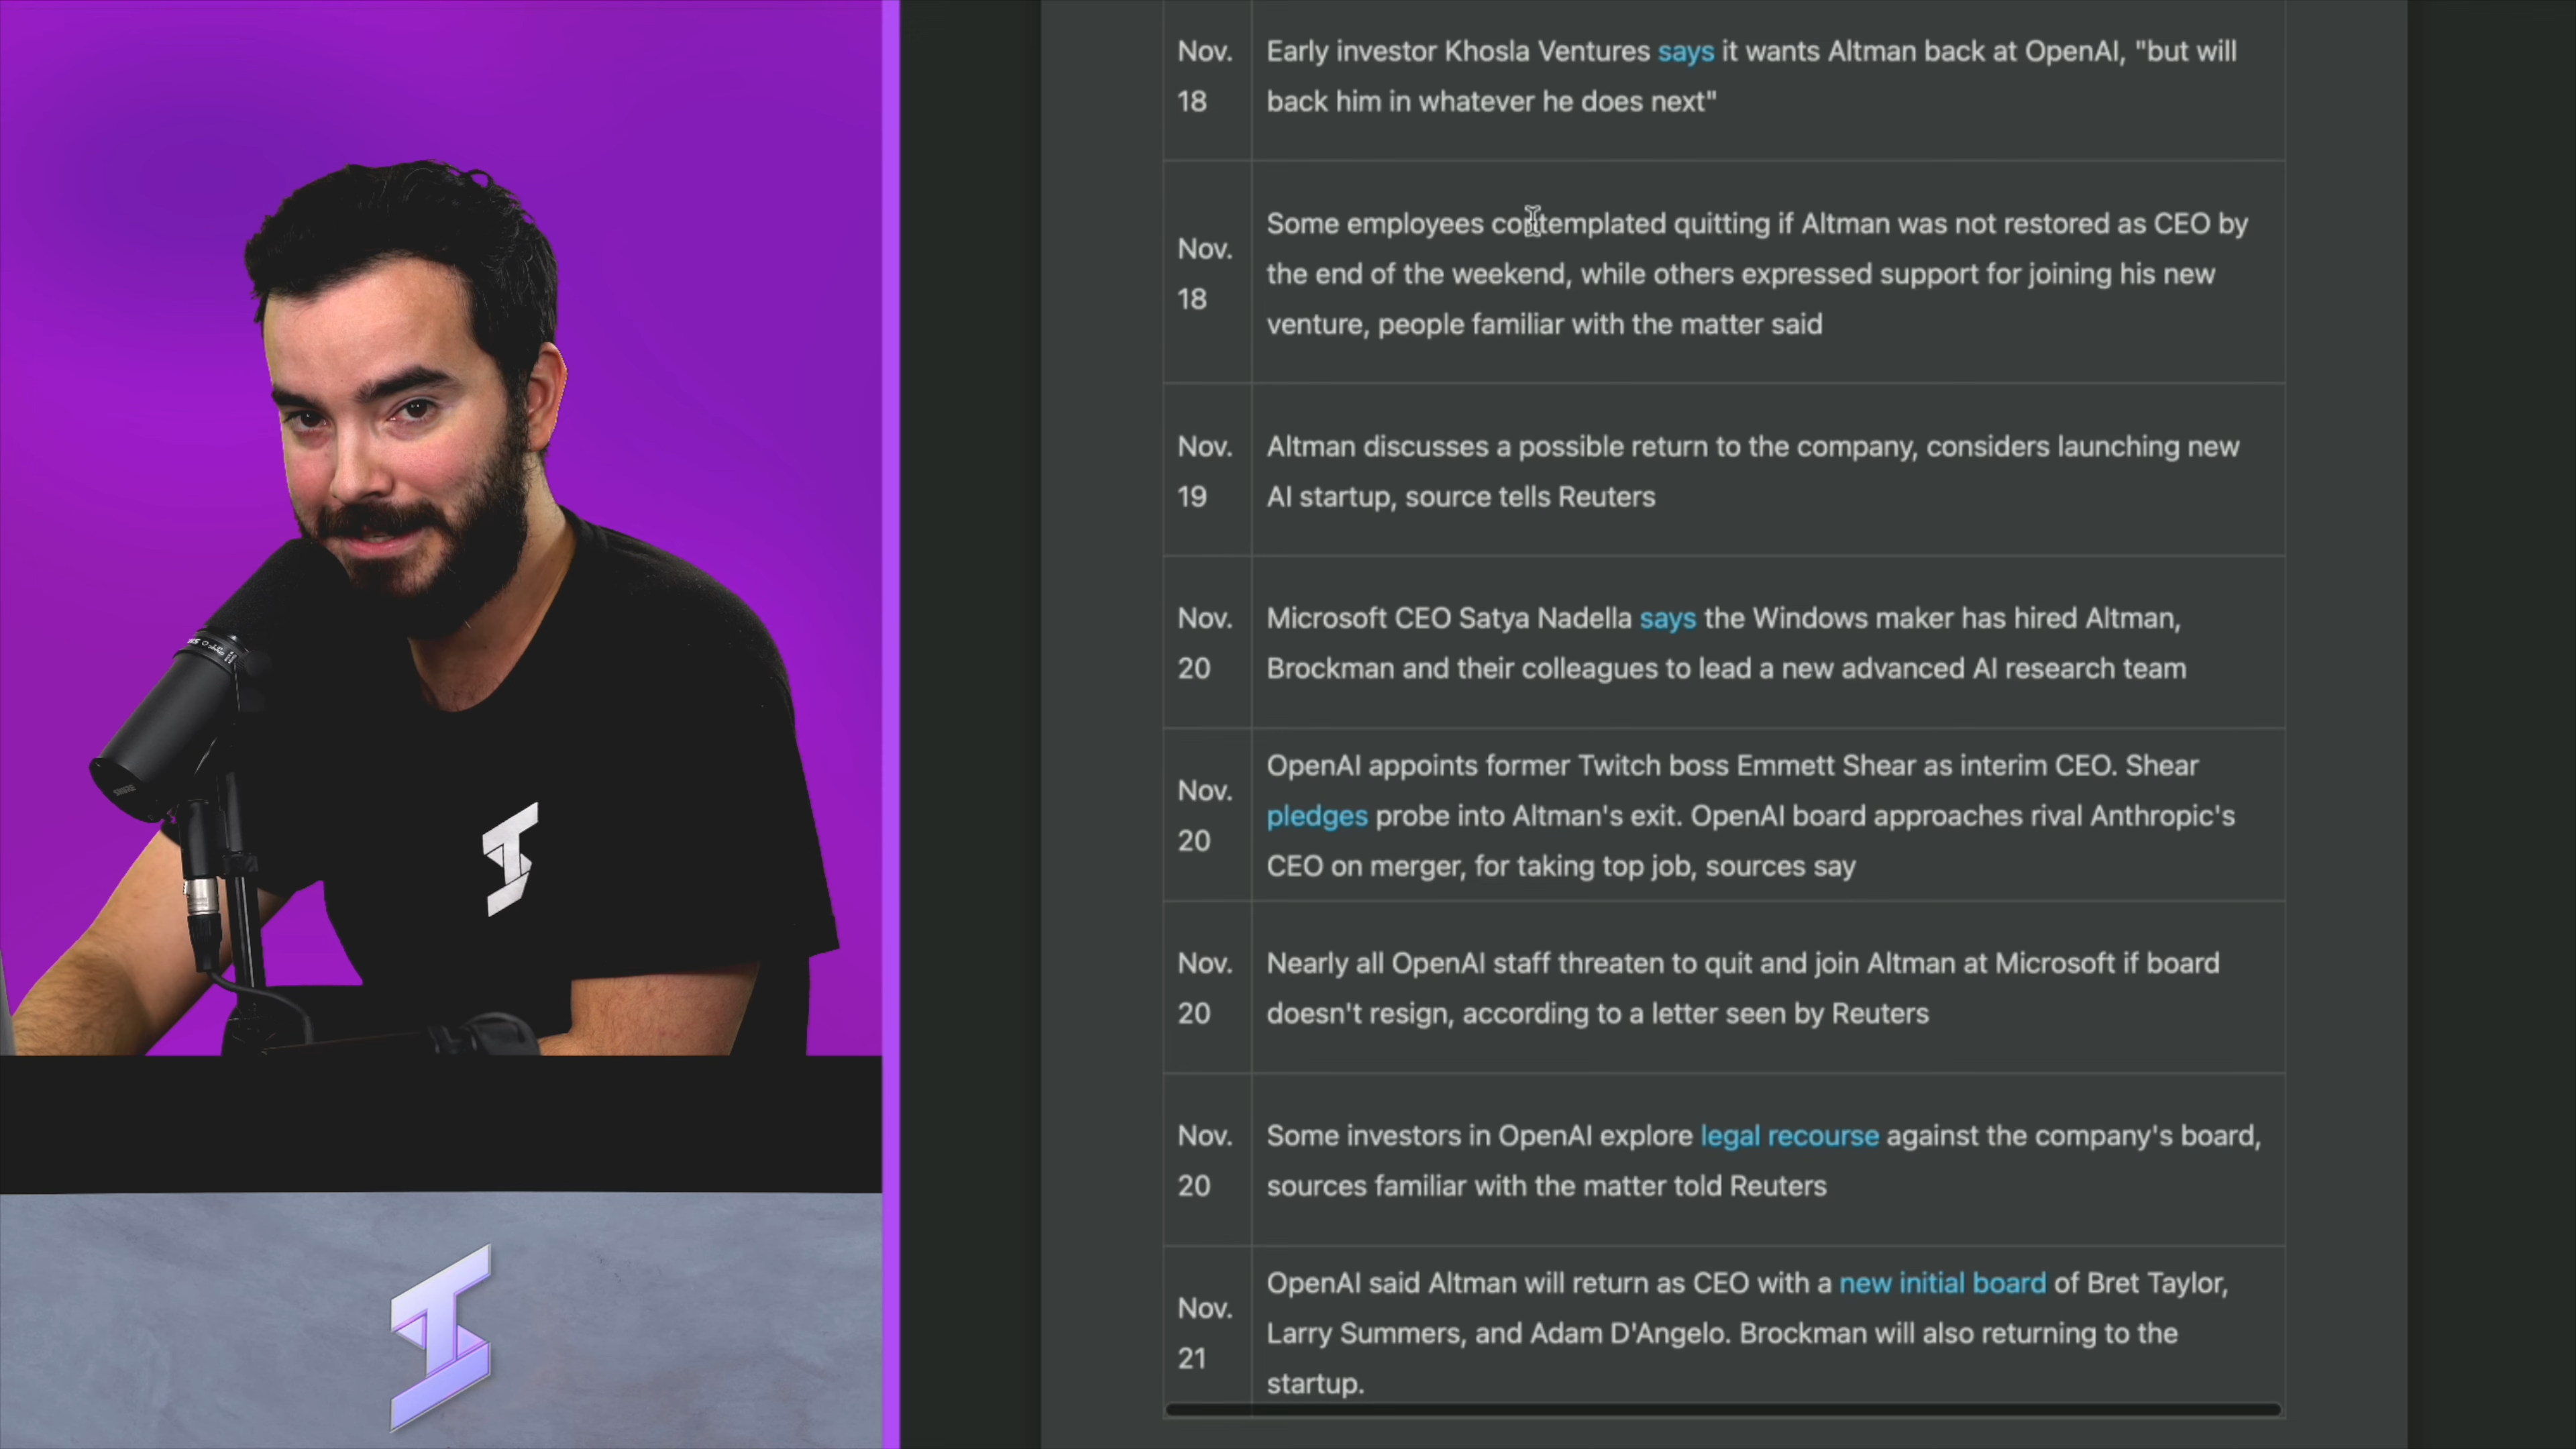 Nov.
18
Early investor Khosla Ventures says it wants Altman back at OpenAI, "but will
back him in whatever he does next"
Nov.
18
Some employees contemplated quitting if Altman was not restored as CEO by
the end of the weekend, while others expressed support for joining his new
venture, people familiar with the matter said
Nov.
19
Altman discusses a possible return to the company, considers launching new
AI startup, source tells Reuters
Nov.
20
Microsoft CEO Satya Nadella says the Windows maker has hired Altman,
Brockman and their colleagues to lead a new advanced AI research team
Nov.
20
OpenAI appoints former Twitch boss Emmett Shear as interim CEO. Shear
pledges probe into Altman's exit. OpenAI board approaches rival Anthropic's
CEO on merger, for taking top job, sources say
Nov.
20
Nearly all OpenAI staff threaten to quit and join Altman at Microsoft if board
doesn't resign, according to a letter seen by Reuters
Nov.
20
Some investors in OpenAI explore legal recourse against the company's board,
sources familiar with the matter told Reuters
Nov.
21
OpenAI said Altman will return as CEO with a new initial board of Bret Taylor,
Larry Summers, and Adam D'Angelo. Brockman will also returning to the
startup.